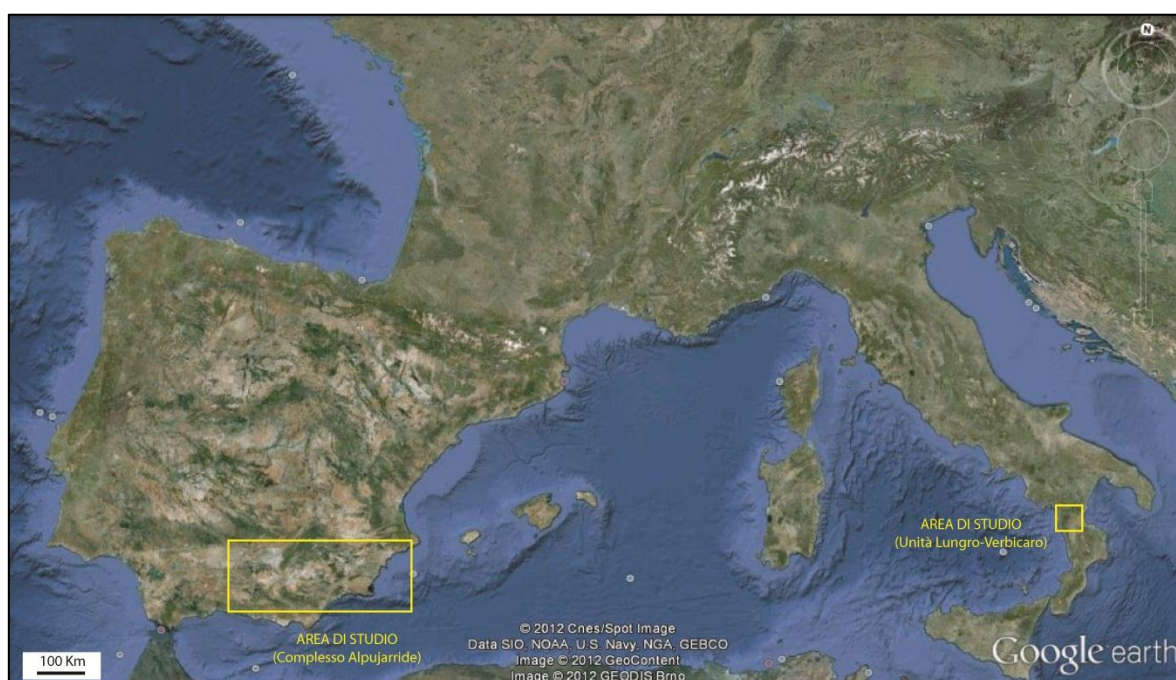 N
AREA DI STUDIO
(Unità Lungro-Verbicaro)
AREA DI STUDIO
(Complesso Alpujarride)
100 Km
© 2012 Cnes/Spot Image
Data SIO, NOAA, U.S. Navy, NGA, GEBCO
Image © 2012 GeoContent
Image © 2012 GEODIS Brno
Google earth